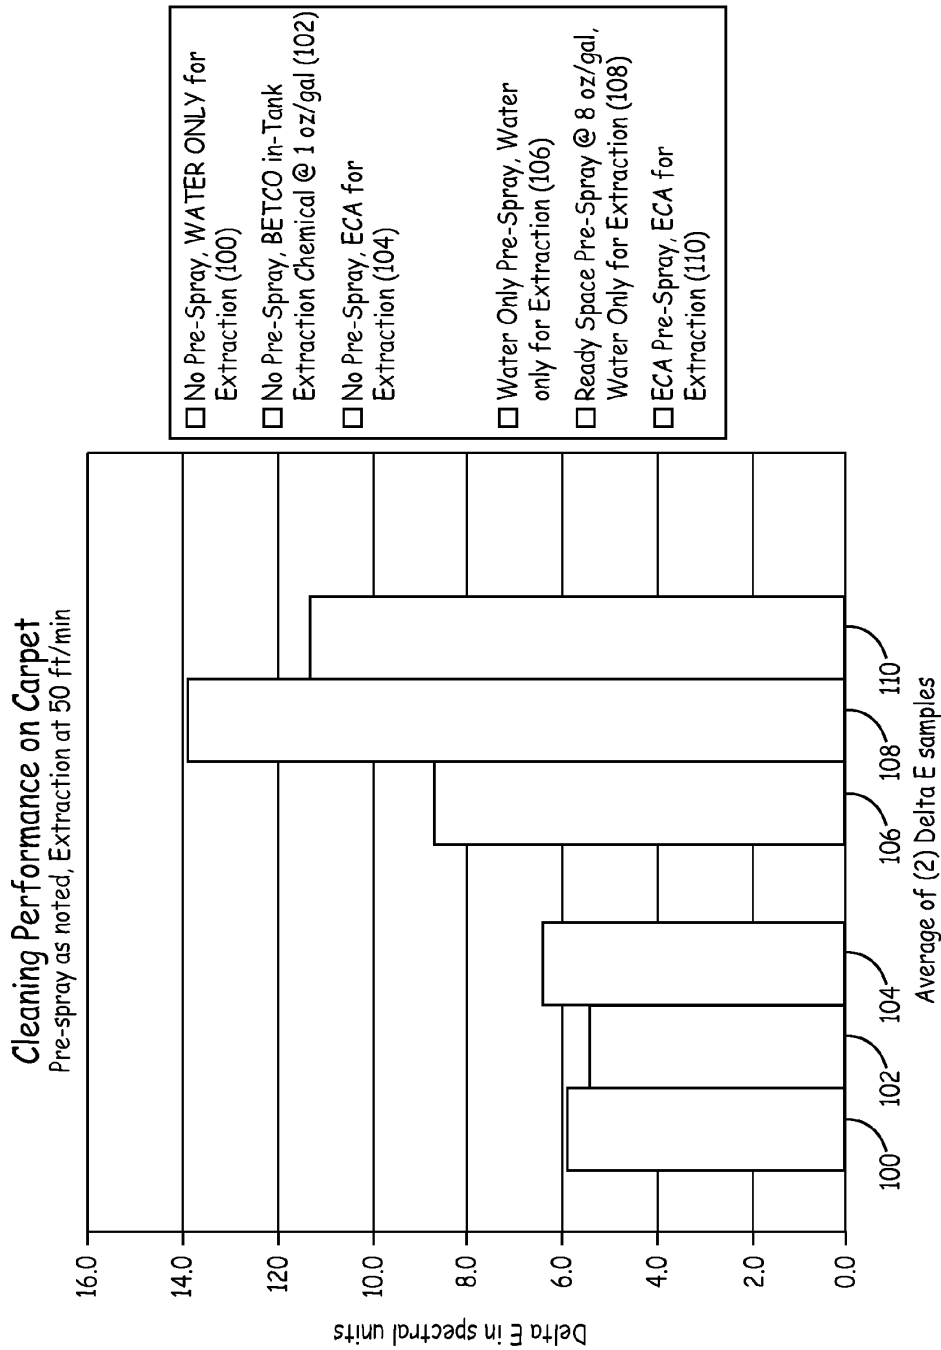 Cleaning Performance on Carpet
Pre-spray as noted, Extraction at 50 ft/min
Delta E in spectral units
16.0
14.0
120
10.0
8.0
6.0
4.0
2.0
0.0
100
102
104
106
108
110
Average of (2) Delta E samples
No Pre-Spray, WATER ONLY for
Extraction (100)
No Pre-Spray, BETCO in-Tank
Extraction Chemical @ 1 oz/gal (102)
No Pre-Spray, ECA for
Extraction (104)
Water Only Pre-Spray, Water
only for Extraction (106)
Ready Space Pre-Spray @ 8 oz/gal,
Water Only for Extraction (108)
ECA Pre-Spray, ECA for
Extraction (110)